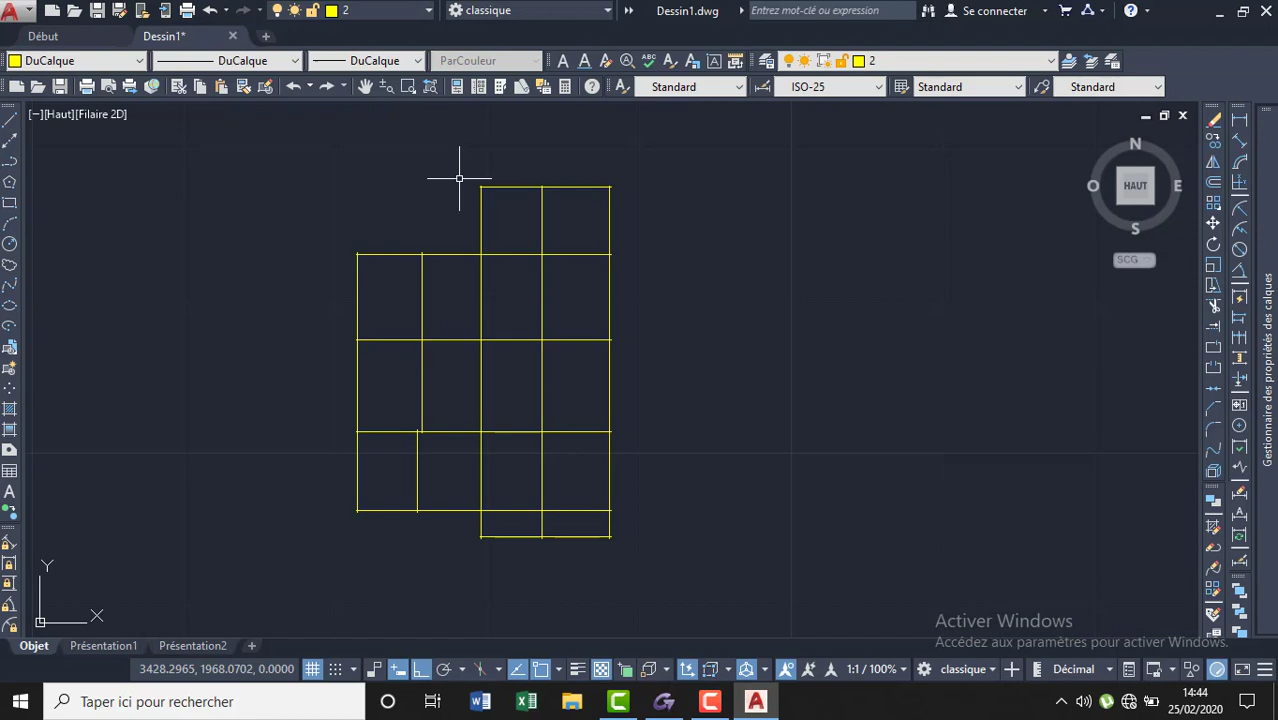 2
classique
Dessin1.dwg
Entrez mot-clé ou expression
Se connecter
Début
Dessin1*
DuCalque
DuCalque
DuCalque
ParCouleur
2
Standard
ISO-25
Standard
Standard
[−][Haut][Filaire 2D]
N
O
HAUT
E
S
SCG
Gestionnaire des propriétés des calques
Y
X
Activer Windows
Accédez aux paramètres pour activer Windows.
Objet
Présentation1
Présentation2
3428.2965, 1968.0702, 0.0000
1:1 / 100%
classique
Décimal
Taper ici pour rechercher
14:44
25/02/2020